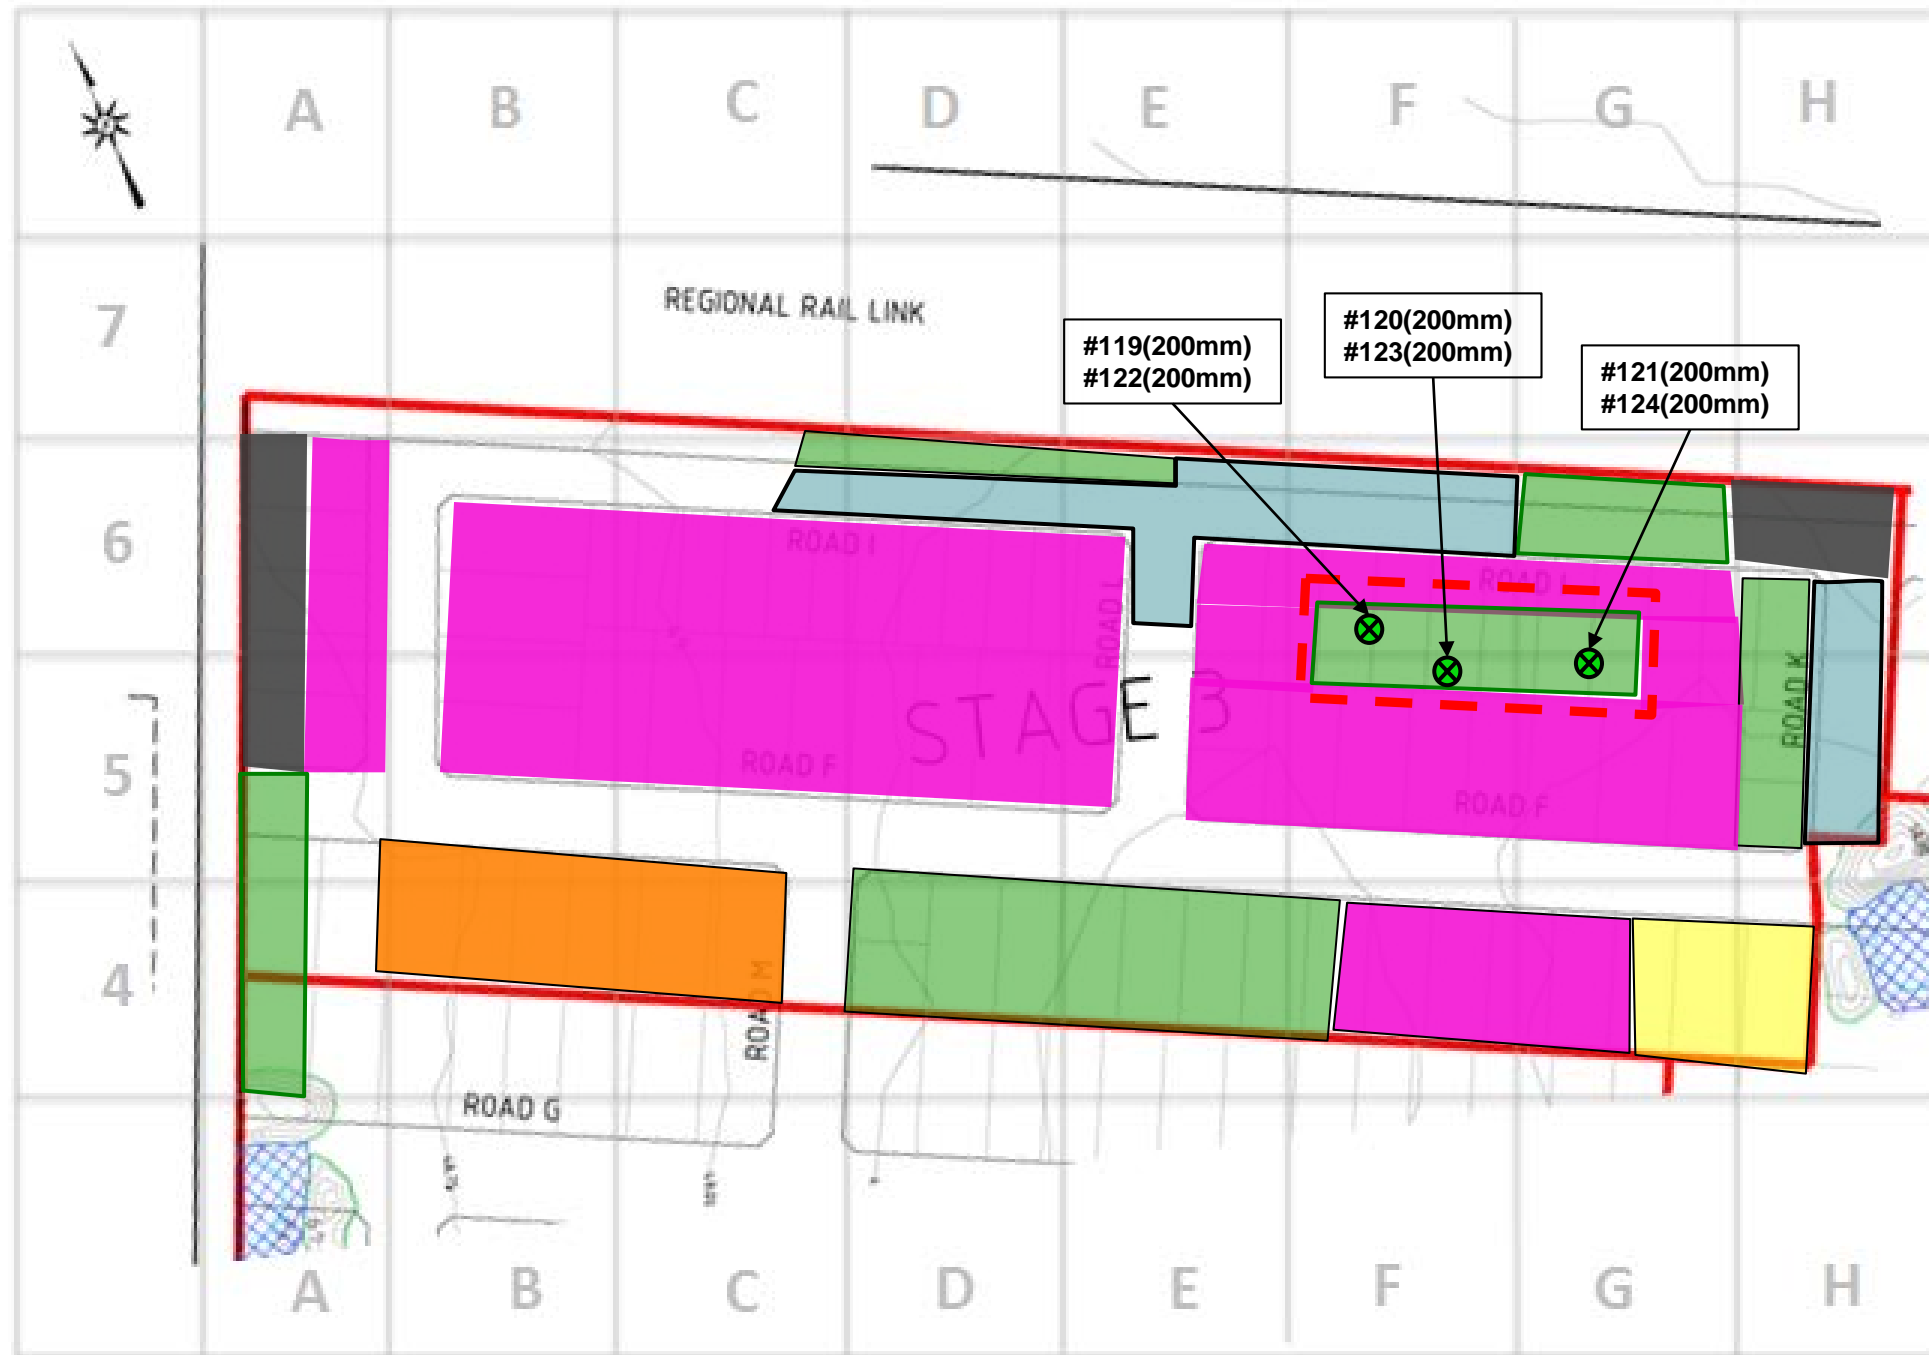 A B C D E F G H
7
REGIONAL RAIL LINK
#119(200mm)
#122(200mm)
#120(200mm)
#123(200mm)
#121(200mm)
#124(200mm)
6
ROAD I
ROAD L
ROAD I
STAGE 3
ROAD K
5
ROAD F
ROAD F
4
ROAD M
ROAD G
A B C D E F G H